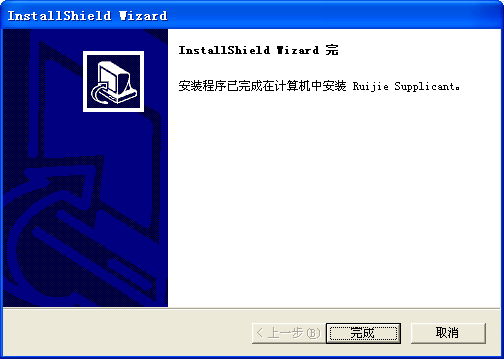 InstallShield Wizard
InstallShield Wizard 完
安装程序已完成在计算机中安装 Ruijie Supplicant。
< 上一步(B)
完成
取消